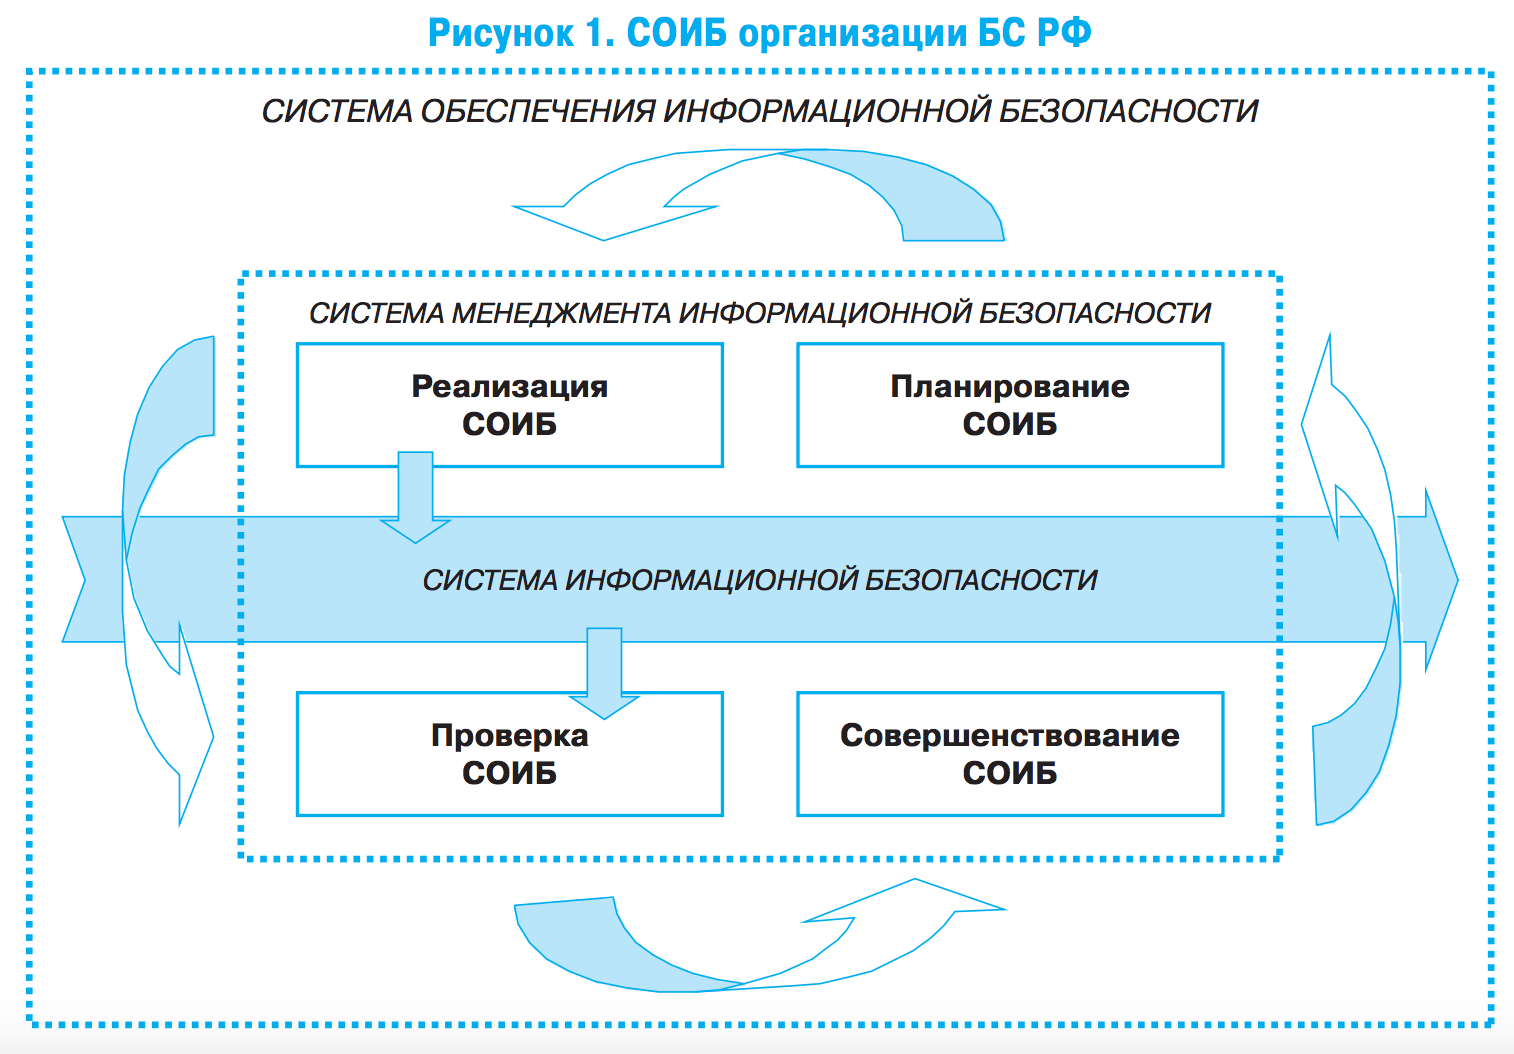 Рисунок 1. СОИБ организации БС РФ
СИСТЕМА ОБЕСПЕЧЕНИЯ ИНФОРМАЦИОННОЙ БЕЗОПАСНОСТИ
СИСТЕМА МЕНЕДЖМЕНТА ИНФОРМАЦИОННОЙ БЕЗОПАСНОСТИ
Реализация
СОИБ
Планирование
СОИБ
СИСТЕМА ИНФОРМАЦИОННОЙ БЕЗОПАСНОСТИ
Проверка
СОИБ
Совершенствование
СОИБ